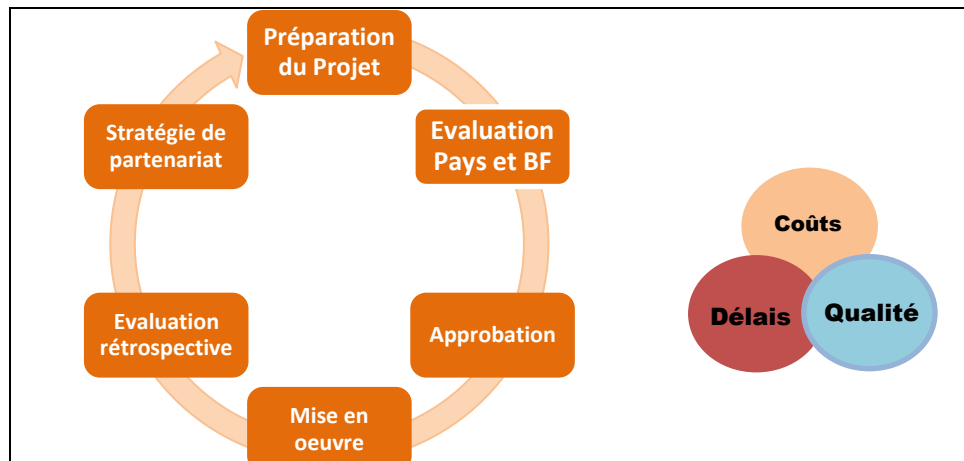 Préparation
du Projet
Evaluation
Pays et BF
Approbation
Mise en
oeuvre
Evaluation
rétrospective
Stratégie de
partenariat
Coûts
Délais
Qualité